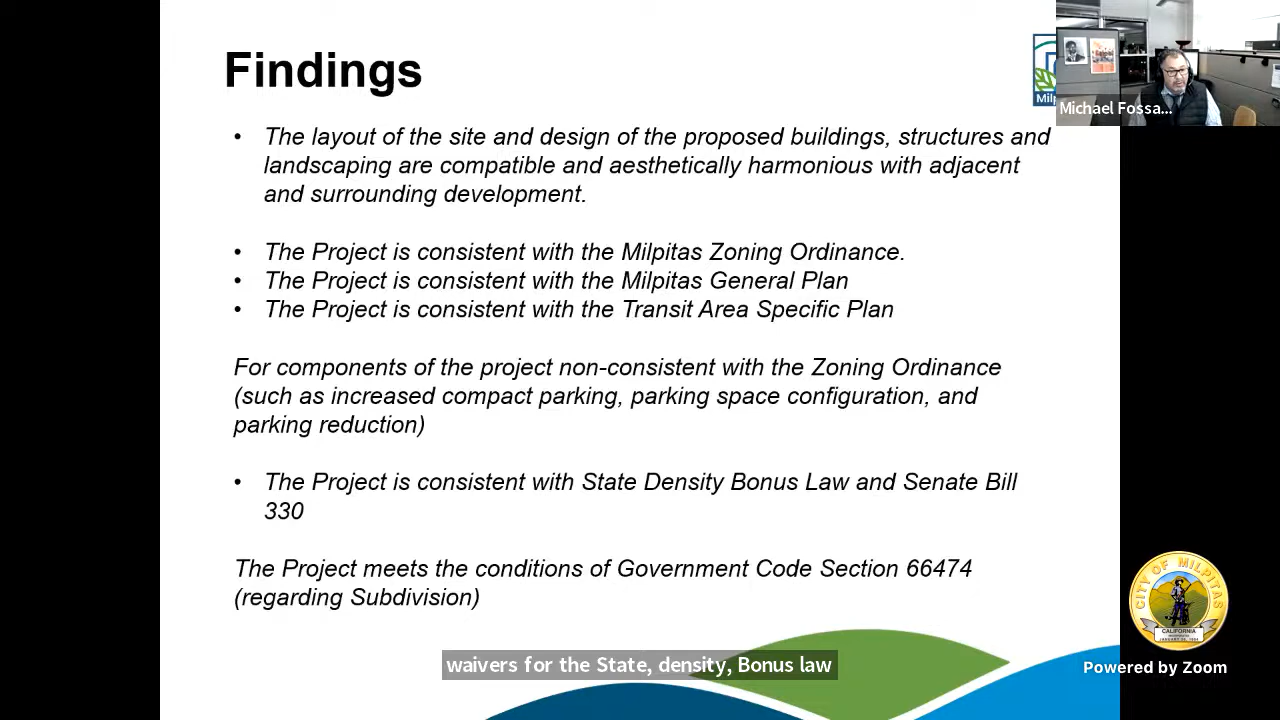 Findings
Milp
Michael Fossa...
• The layout of the site and design of the proposed buildings, structures and
landscaping are compatible and aesthetically harmonious with adjacent
and surrounding development.
• The Project is consistent with the Milpitas Zoning Ordinance.
• The Project is consistent with the Milpitas General Plan
• The Project is consistent with the Transit Area Specific Plan
For components of the project non-consistent with the Zoning Ordinance
(such as increased compact parking, parking space configuration, and
parking reduction)
• The Project is consistent with State Density Bonus Law and Senate Bill
330
The Project meets the conditions of Government Code Section 66474
(regarding Subdivision)
CITY OF MILPITAS
CALIFORNIA
waivers for the State, density, Bonus law
Powered by Zoom